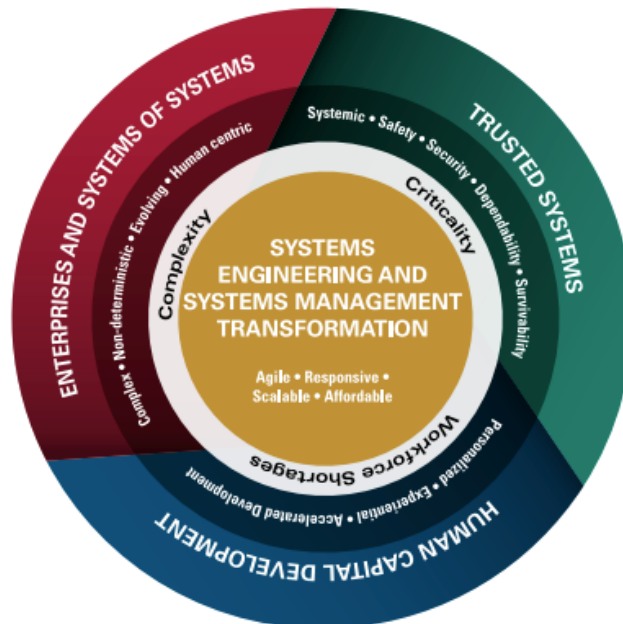 ENTERPRISES AND SYSTEMS OF SYSTEMS
Complex • Non-deterministic • Evolving • Human centric
Complexity
TRUSTED SYSTEMS
Systemic • Safety • Security • Dependability • Survivability
Criticality
SYSTEMS
ENGINEERING AND
SYSTEMS MANAGEMENT
TRANSFORMATION
Agile • Responsive •
Scalable • Affordable
Workforce Shortages
Personalized • Experiential • Accelerated Development
HUMAN CAPITAL DEVELOPMENT